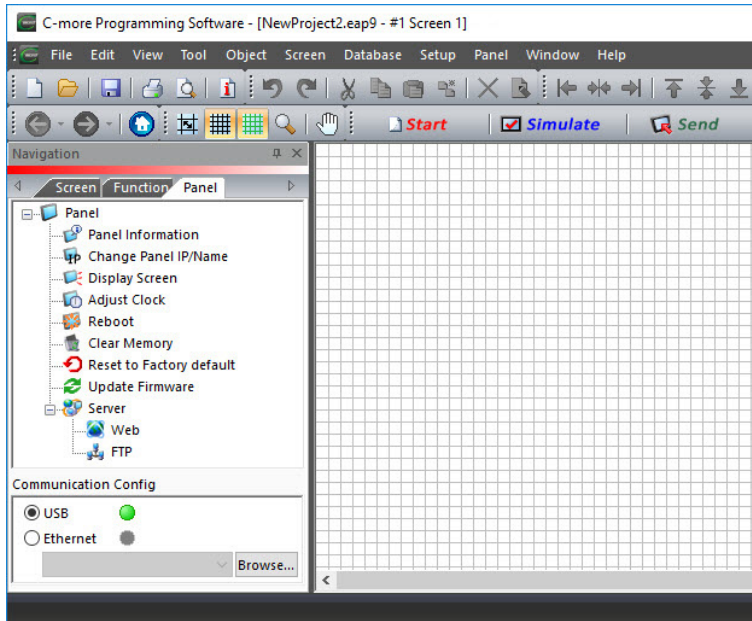 C-more Programming Software - [NewProject2.eap9 - #1 Screen 1]
File Edit View Tool Object Screen Database Setup Panel Window Help
Start Simulate Send
Navigation
Screen Function Panel
Panel
Panel Information
IP Change Panel IP/Name
Display Screen
Adjust Clock
Reboot
Clear Memory
Reset to Factory default
Update Firmware
Server
Web
FTP
Communication Config
USB
Ethernet
Browse...